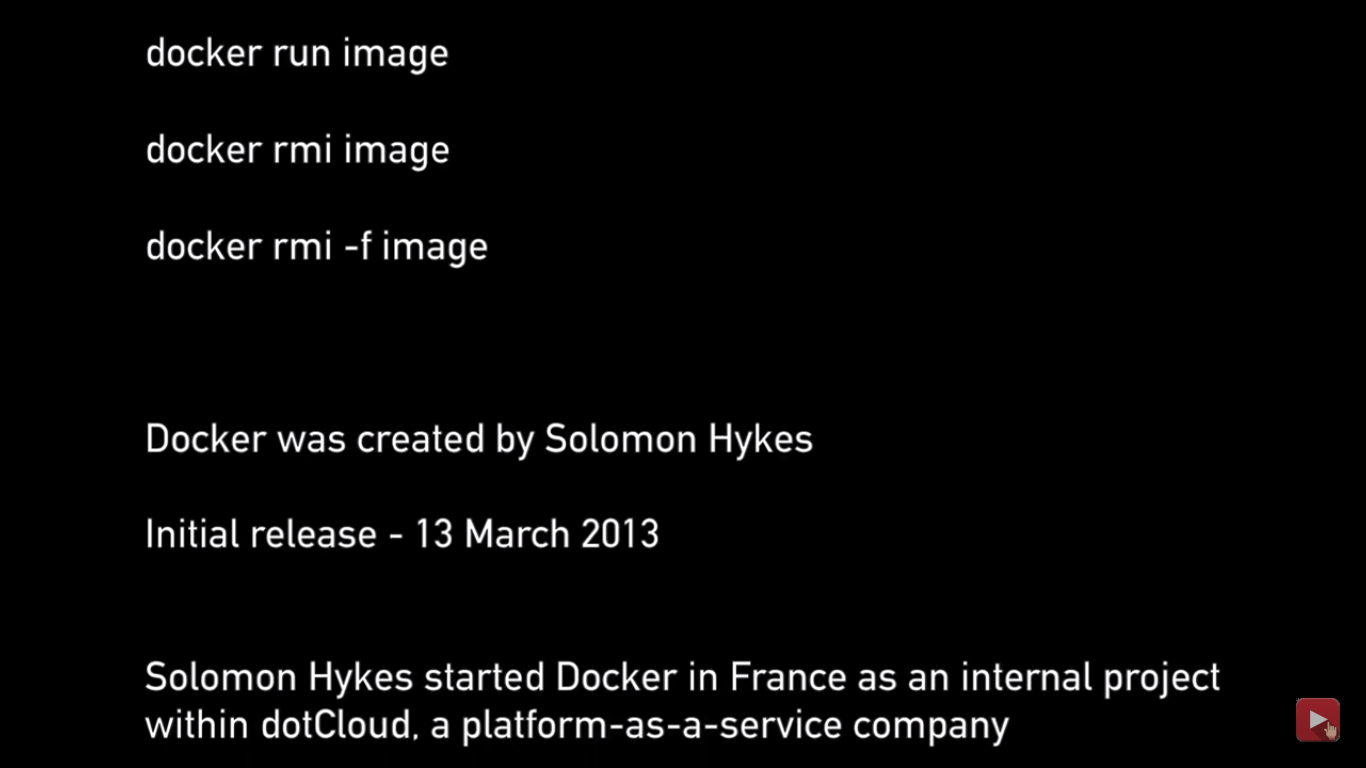 docker run image
docker rmi image
docker rmi -f image
Docker was created by Solomon Hykes
Initial release - 13 March 2013
Solomon Hykes started Docker in France as an internal project
within dotCloud, a platform-as-a-service company